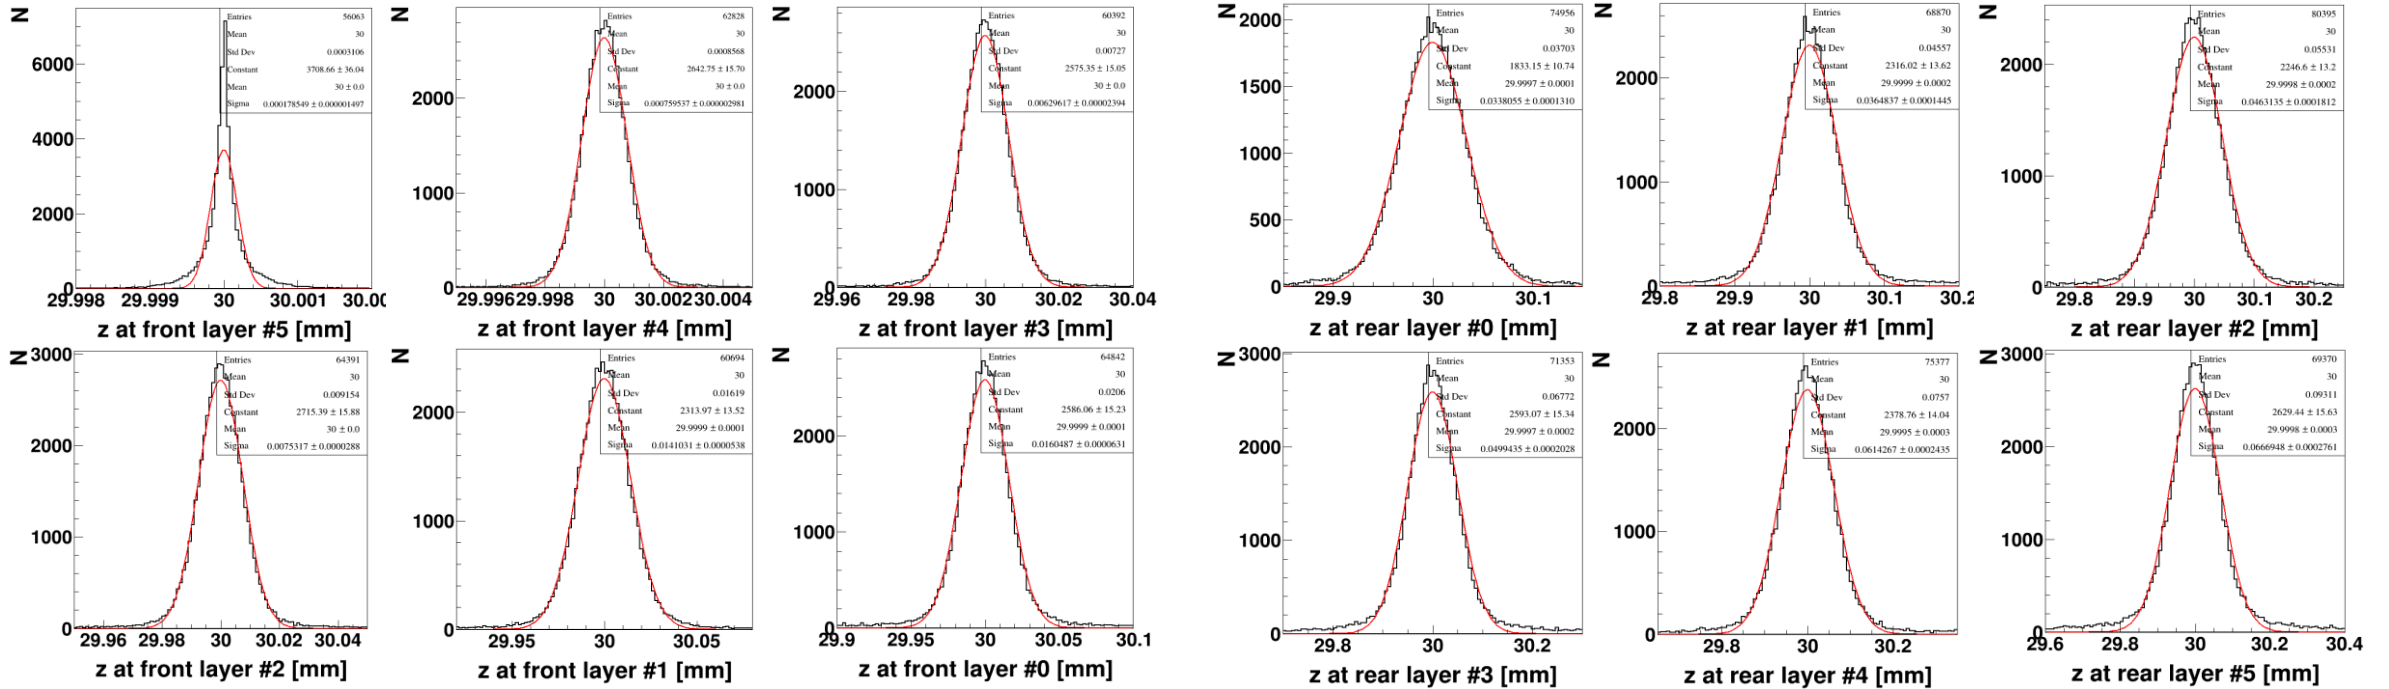 N
Entries 56063
Mean 30
Std Dev 0.0003106
Constant 3708.66 ± 36.04
Mean 30 ± 0.0
Sigma 0.000178549 ± 0.000001497
6000
4000
2000
0
29.998 29.999 30 30.001 30.00
z at front layer #5 [mm]
N
Entries 62828
Mean 30
Std Dev 0.0008568
Constant 2642.75 ± 15.70
Mean 30 ± 0.0
Sigma 0.000759537 ± 0.000002981
2000
1000
0
29.996 29.998 30 30.002 30.004
z at front layer #4 [mm]
N
Entries 60392
Mean 30
Std Dev 0.00727
Constant 2575.35 ± 15.05
Mean 30 ± 0.0
Sigma 0.00629617 ± 0.00002394
2000
1000
0
29.96 29.98 30 30.02 30.04
z at front layer #3 [mm]
N
Entries 74956
Mean 30
Std Dev 0.03703
Constant 1833.15 ± 10.74
Mean 29.9997 ± 0.0001
Sigma 0.0338055 ± 0.0001310
2000
1500
1000
500
0
29.9 30 30.1
z at rear layer #0 [mm]
N
Entries 68870
Mean 30
Std Dev 0.04557
Constant 2316.02 ± 13.62
Mean 29.9999 ± 0.0002
Sigma 0.0364837 ± 0.0001445
2000
1000
0
29.8 29.9 30 30.1 30.2
z at rear layer #1 [mm]
N
Entries 80395
Mean 30
Std Dev 0.05531
Constant 2246.6 ± 13.2
Mean 29.9998 ± 0.0002
Sigma 0.0463135 ± 0.0001812
2000
1000
0
29.8 29.9 30 30.1 30.2
z at rear layer #2 [mm]
N
Entries 64391
Mean 30
Std Dev 0.009154
Constant 2715.39 ± 15.88
Mean 30 ± 0.0
Sigma 0.0075317 ± 0.0000288
3000
2000
1000
0
29.96 29.98 30 30.02 30.04
z at front layer #2 [mm]
N
Entries 60694
Mean 30
Std Dev 0.01619
Constant 2313.97 ± 13.52
Mean 29.9999 ± 0.0001
Sigma 0.0141031 ± 0.0000538
2000
1000
0
29.95 30 30.05
z at front layer #1 [mm]
N
Entries 64842
Mean 30
Std Dev 0.0206
Constant 2586.06 ± 15.23
Mean 29.9999 ± 0.0001
Sigma 0.0160487 ± 0.0000631
2000
1000
0
29.9 29.95 30 30.05 30.1
z at front layer #0 [mm]
N
Entries 71353
Mean 30
Std Dev 0.06772
Constant 2593.07 ± 15.34
Mean 29.9997 ± 0.0002
Sigma 0.0499435 ± 0.0002028
3000
2000
1000
0
29.8 30 30.2
z at rear layer #3 [mm]
N
Entries 75377
Mean 30
Std Dev 0.0757
Constant 2378.76 ± 14.04
Mean 29.9995 ± 0.0003
Sigma 0.0614267 ± 0.0002435
2000
1000
0
29.8 30 30.2
z at rear layer #4 [mm]
N
Entries 69370
Mean 30
Std Dev 0.09311
Constant 2629.44 ± 15.63
Mean 29.9998 ± 0.0003
Sigma 0.0666948 ± 0.0002761
3000
2000
1000
0
29.6 29.8 30 30.2 30.4
z at rear layer #5 [mm]